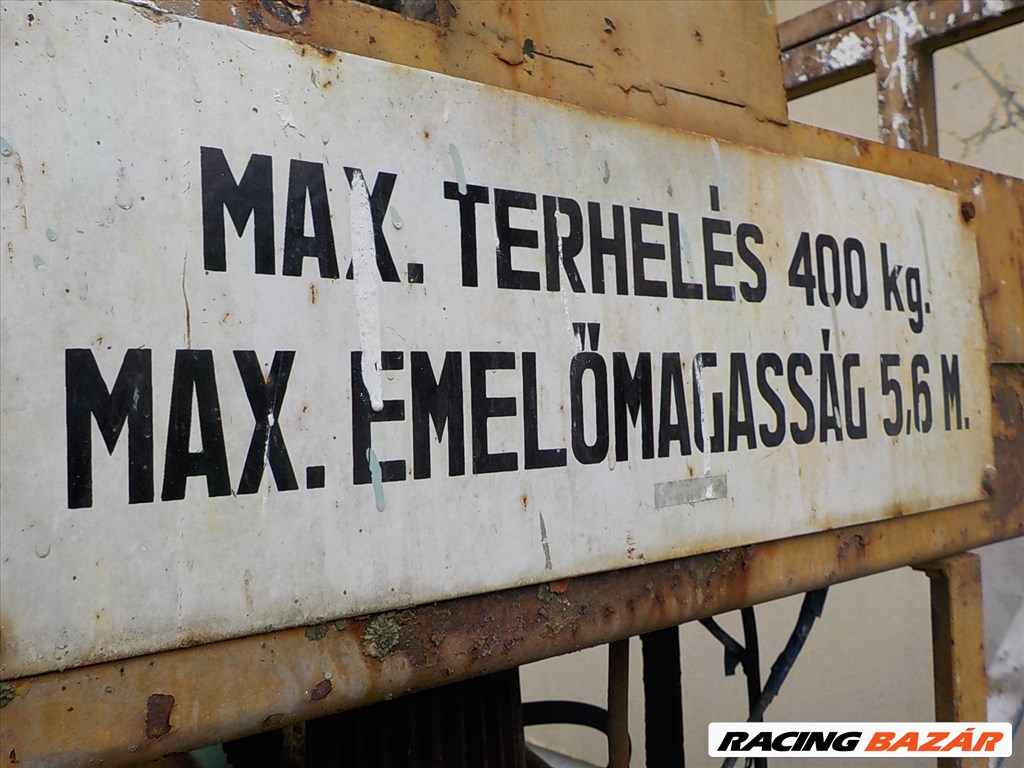 MAX. TERHELÉS 400 kg.
MAX. EMELŐMAGASSÁG 5,6 M.
RACING BAZÁR